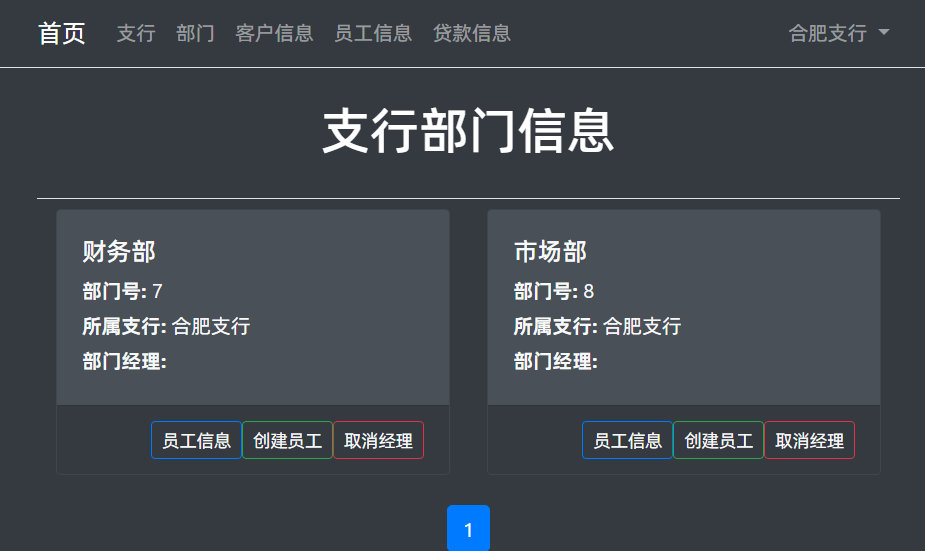 首页 支行 部门 客户信息 员工信息 贷款信息 合肥支行
支行部门信息
财务部
部门号: 7
所属支行: 合肥支行
部门经理:
员工信息 创建员工 取消经理
市场部
部门号: 8
所属支行: 合肥支行
部门经理:
员工信息 创建员工 取消经理
1